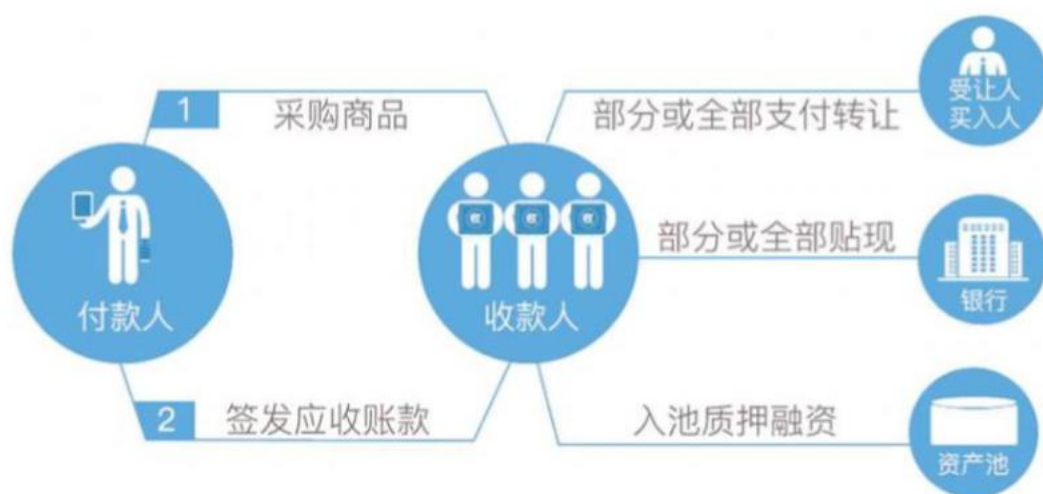 1
采购商品
付款人
2
签发应收账款
收款人
部分或全部支付转让
受让人
买入人
部分或全部贴现
银行
入池质押融资
资产池